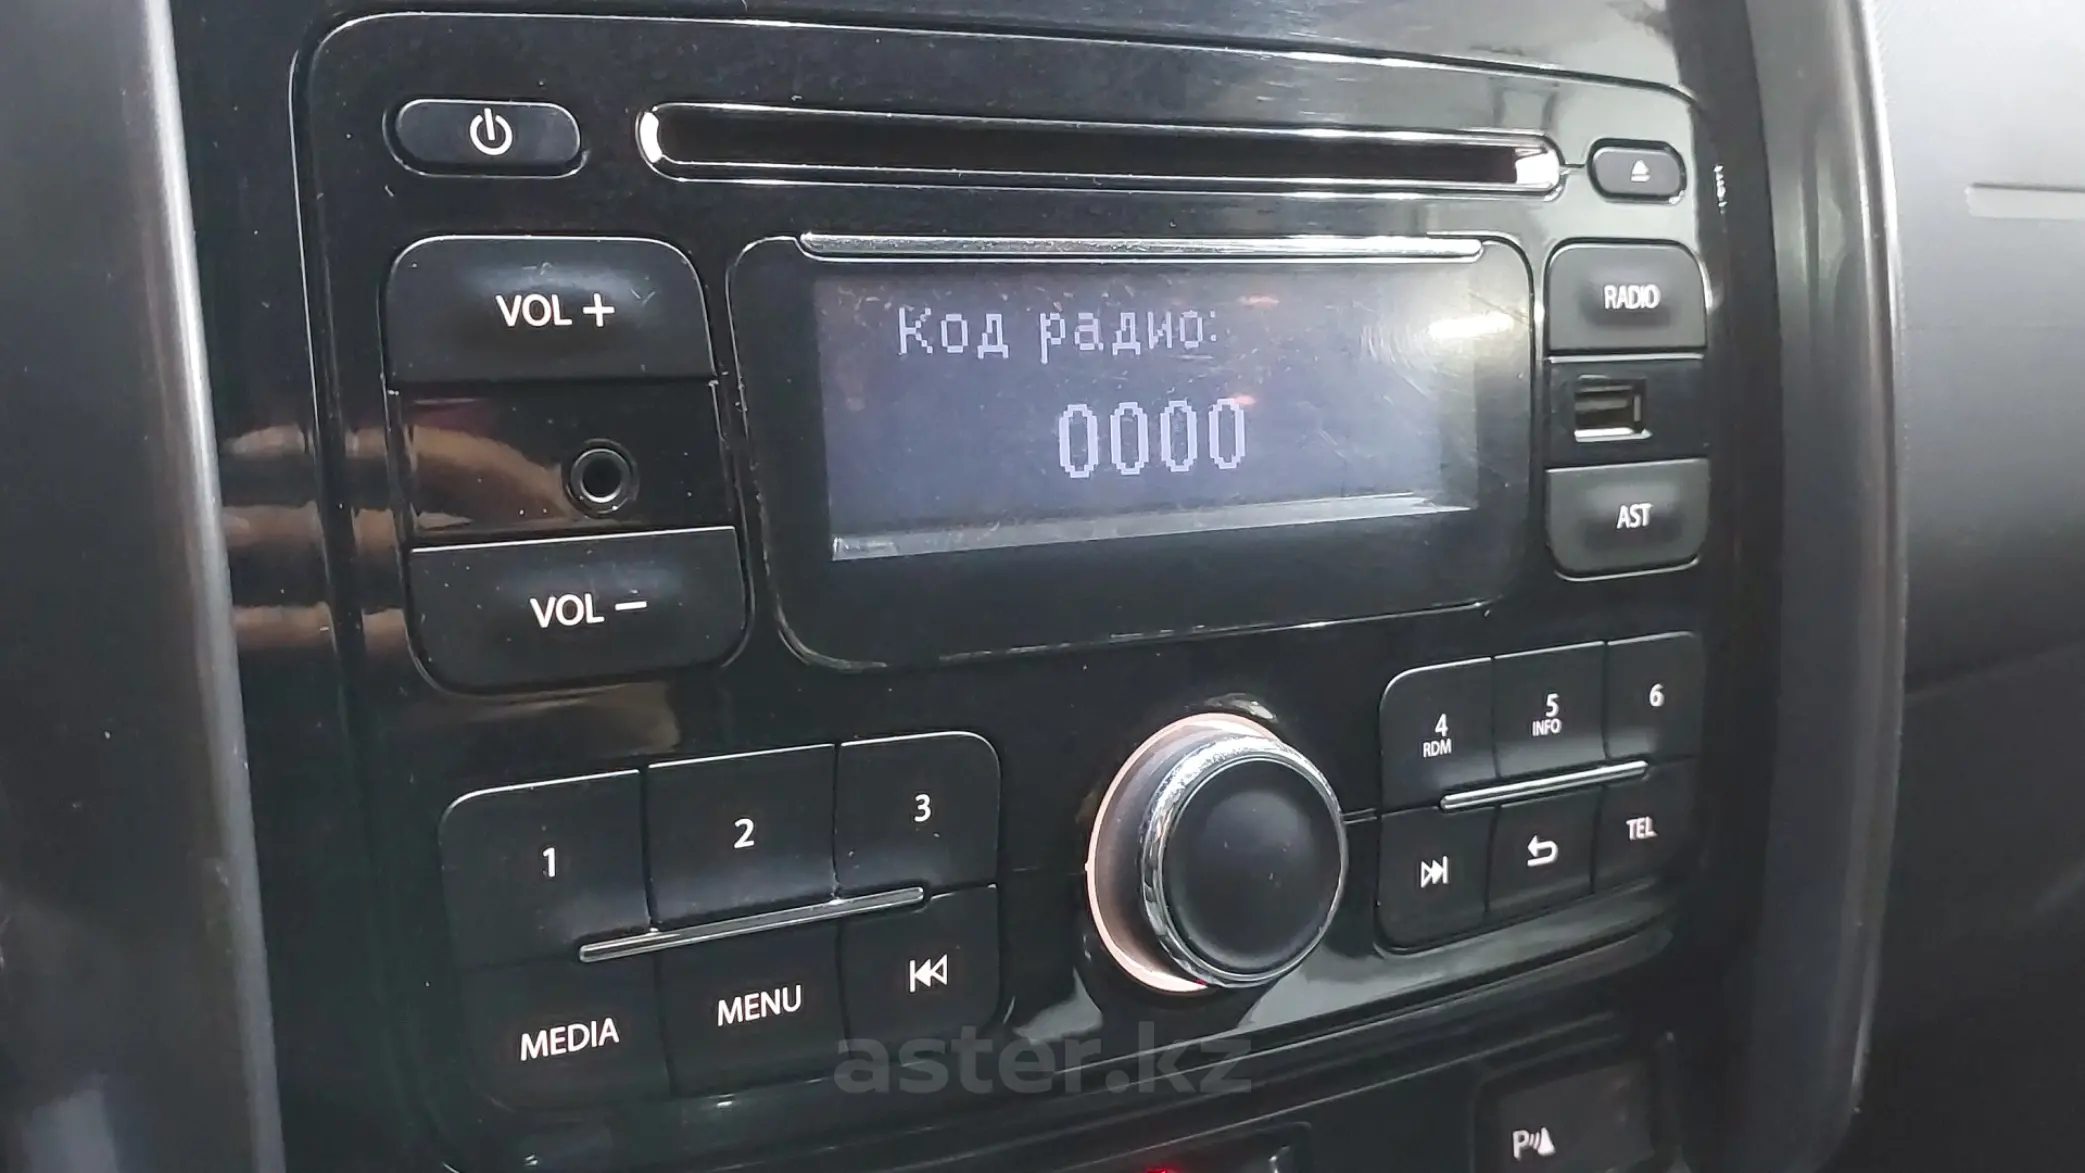 VOL +
Код радио:
0000
RADIO
VOL –
AST
1
2
3
4
RDM
5
INFO
6
MEDIA
MENU
TEL
aster.kz
P